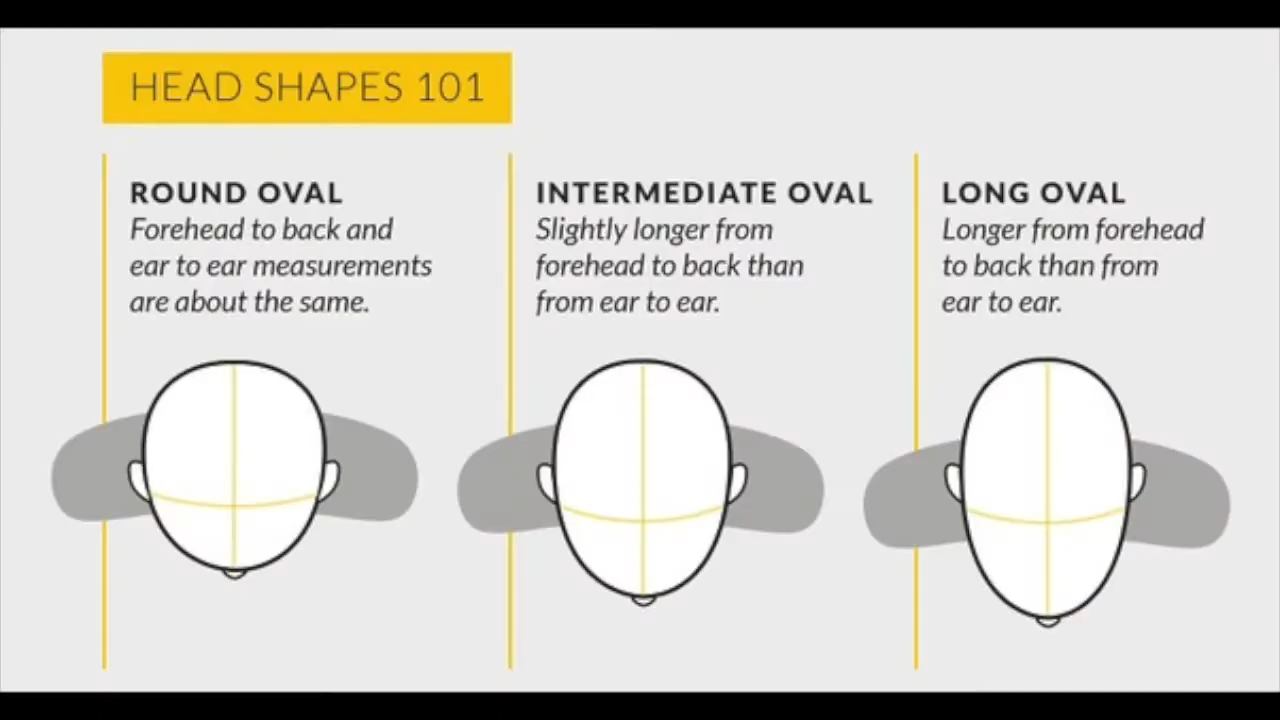 HEAD SHAPES 101
ROUND OVAL
Forehead to back and
ear to ear measurements
are about the same.
INTERMEDIATE OVAL
Slightly longer from
forehead to back than
from ear to ear.
LONG OVAL
Longer from forehead
to back than from
ear to ear.